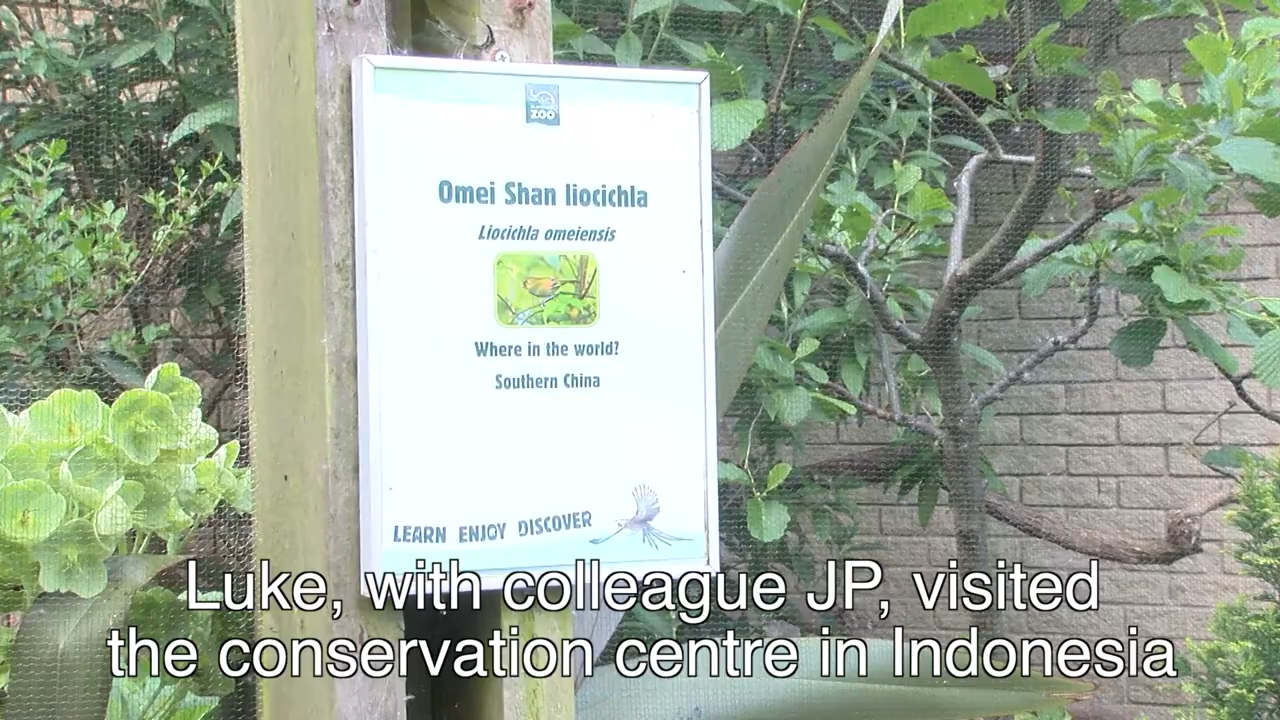 ZOO
Omei Shan liocichla
Liocichla omeiensis
Where in the world?
Southern China
LEARN ENJOY DISCOVER
Luke, with colleague JP, visited
the conservation centre in Indonesia